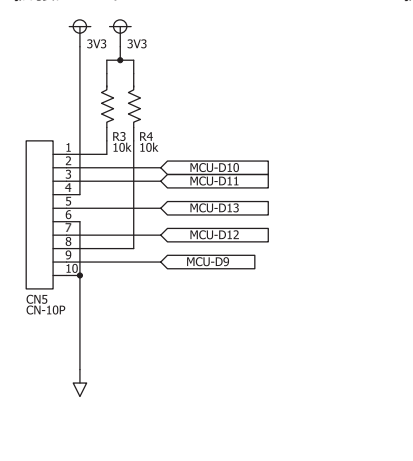 3V3 3V3
R3 R4
10k 10k
1
2 MCU-D10
3 MCU-D11
4
5 MCU-D13
6
7 MCU-D12
8
9 MCU-D9
10
CN5
CN-10P